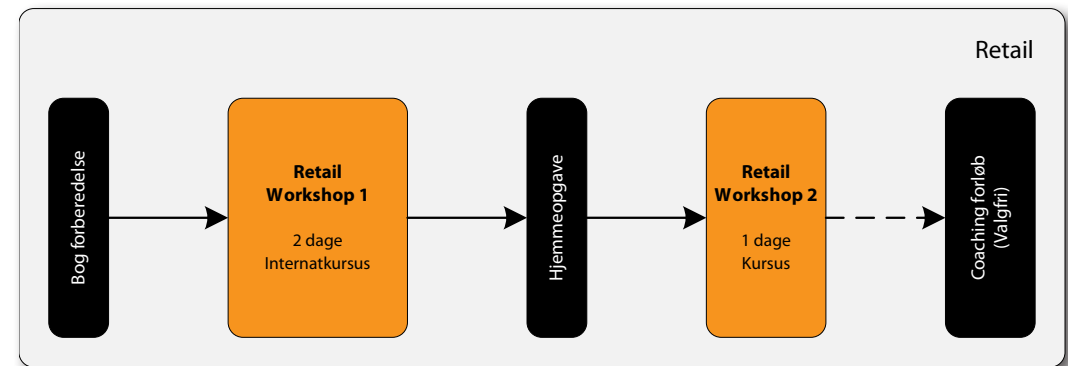 Retail
Bog forberedelse
Retail
Workshop 1
2 dage
Internatkursus
Hjemmeopgave
Retail
Workshop 2
1 dage
Kursus
Coaching forløb
(Valgfri)